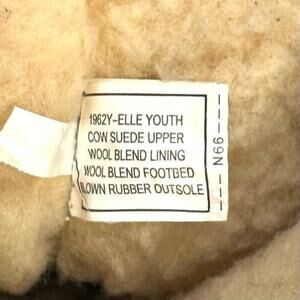 1962Y-ELLE YOUTH
COW SUEDE UPPER
WOOL BLEND LINING
WOOL BLEND FOOTBED
BLOWN RUBBER OUTSOLE
N66